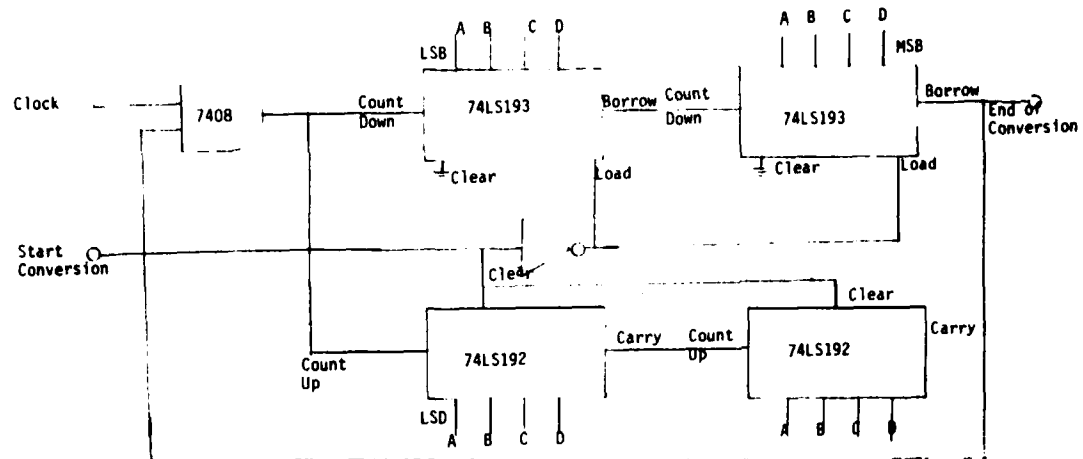 A B C D
A B C D
LSB
MSB
Clock
7408
Count
Down
74LS193
Borrow
Count
Down
74LS193
Borrow
End of
Conversion
Clear
Load
Clear
Load
Start
Conversion
Clear
Clear
Count
Up
74LS192
Carry
Count
Up
74LS192
Carry
LSD
A B C D
A B C D